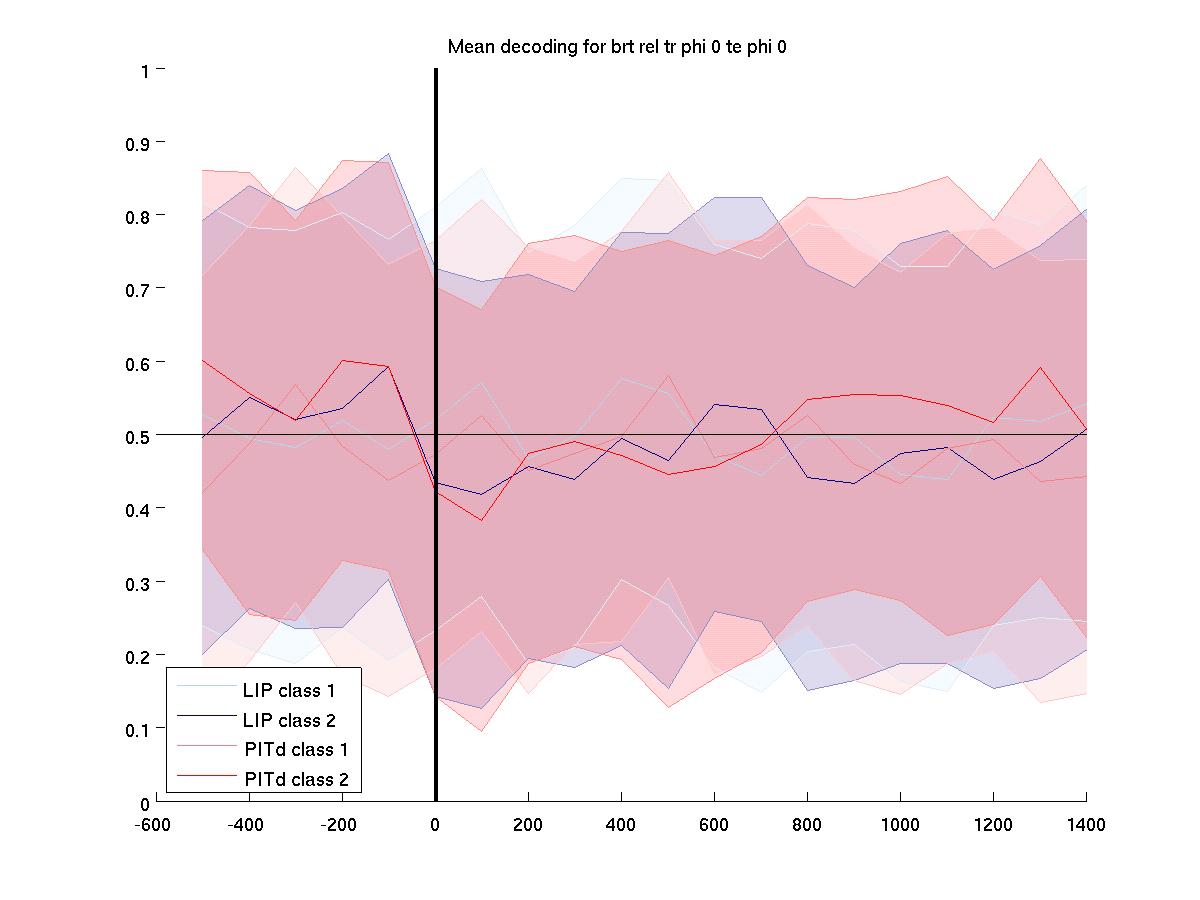 Mean decoding for brt rel tr phi 0 te phi 0
1
0.9
0.8
0.7
0.6
0.5
0.4
0.3
0.2
0.1
0
LIP class 1
LIP class 2
PITd class 1
PITd class 2
-600 -400 -200 0 200 400 600 800 1000 1200 1400